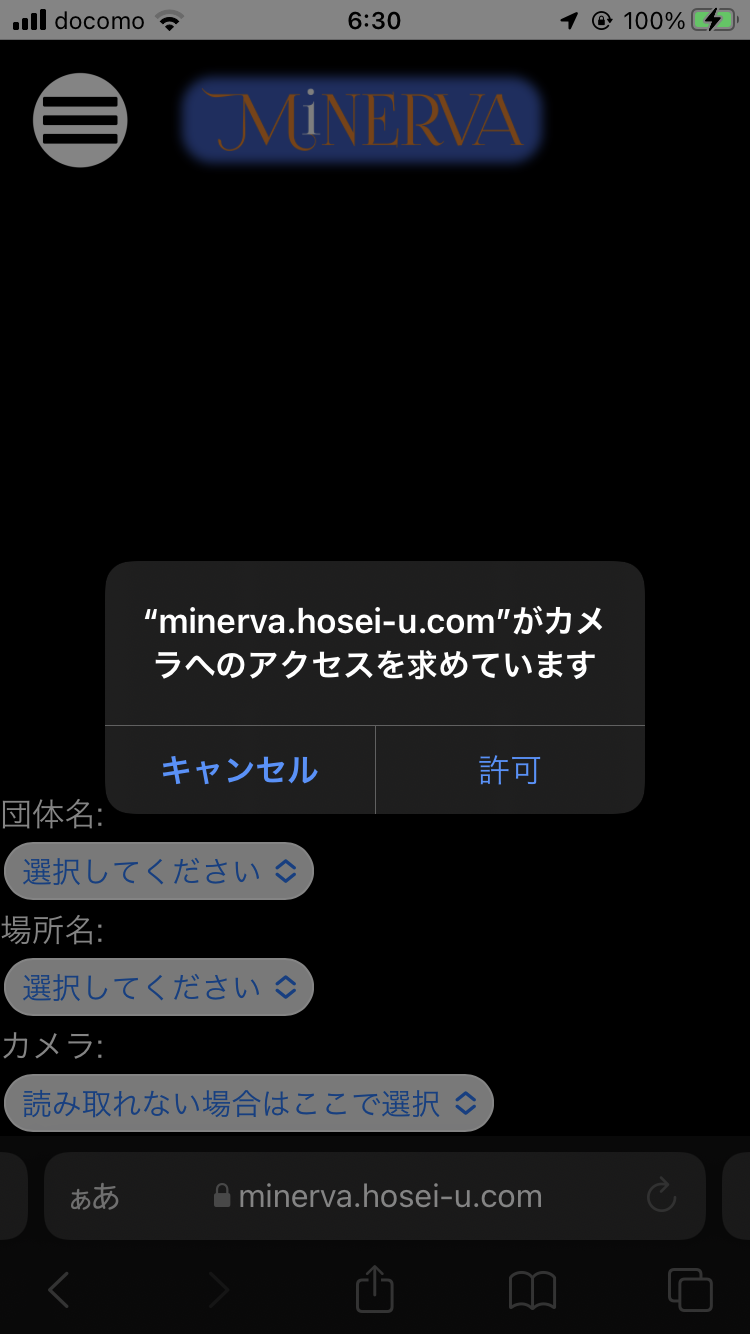 docomo
6:30
100%
MiNERVA
“minerva.hosei-u.com”がカメ
ラへのアクセスを求めています
キャンセル
許可
団体名:
選択してください
場所名:
選択してください
カメラ:
読み取れない場合はここで選択
ぁあ
minerva.hosei-u.com